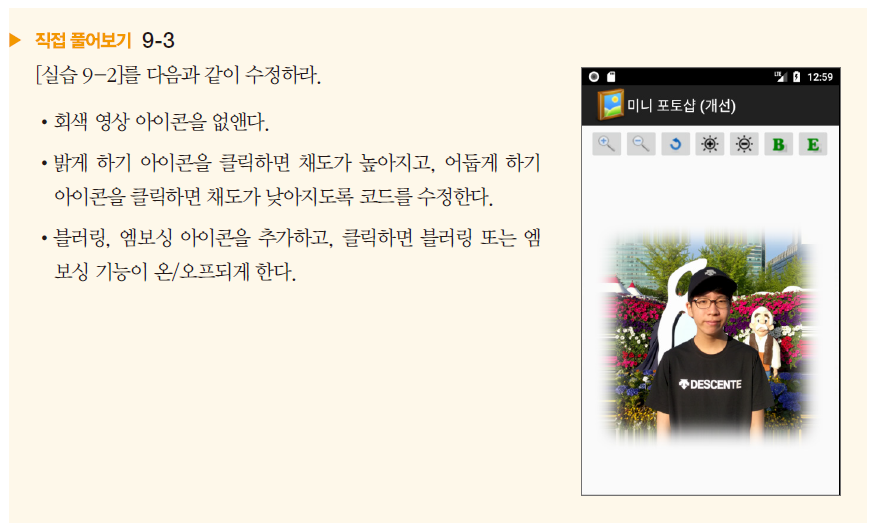 직접 풀어보기 9-3
[실습 9-2]를 다음과 같이 수정하라.
• 회색 영상 아이콘을 없앤다.
• 밝게 하기 아이콘을 클릭하면 채도가 높아지고, 어둡게 하기
아이콘을 클릭하면 채도가 낮아지도록 코드를 수정한다.
• 블러링, 엠보싱 아이콘을 추가하고, 클릭하면 블러링 또는 엠
보싱 기능이 온/오프되게 한다.
LTE 12:59
미니 포토샵 (개선)
B E
DESCENTE